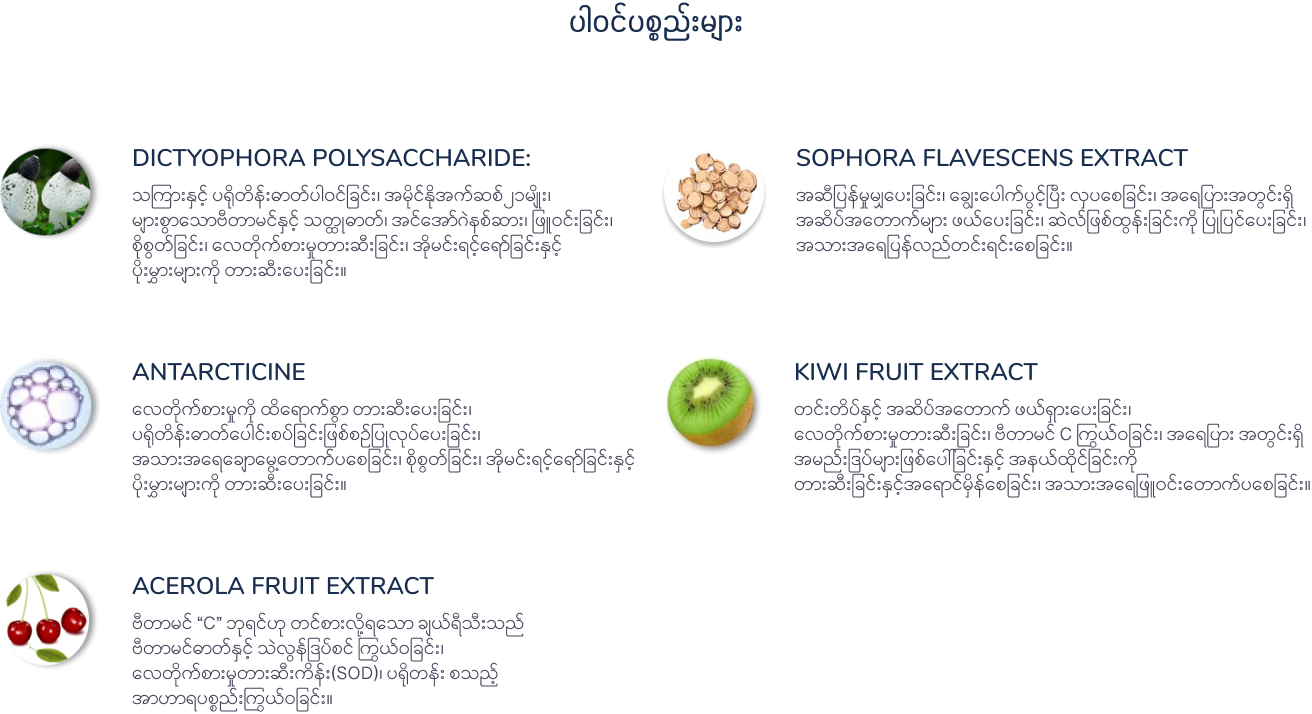 ပါဝင်ပစ္စည်းများ
DICTYOPHORA POLYSACCHARIDE:
သကြားနှင့် ပရိုတိန်းဓာတ်ပါဝင်ခြင်း၊ အမိုင်နိုအက်ဆစ်၂၁မျိုး၊
များစွာသောဗီတာမင်နှင့် သတ္ထုဓာတ်၊ အင်အော်ဂဲနစ်ဆား၊ ဖြူဝင်းခြင်း၊
စိုစွတ်ခြင်း၊ လေတိုက်စားမှုတားဆီးခြင်း၊ အိုမင်းရင့်ရော်ခြင်းနှင့်
ပိုးမွှားများကို တားဆီးပေးခြင်း။
SOPHORA FLAVESCENS EXTRACT
အဆီပြန်မှုမျှပေးခြင်း၊ ချွေးပေါက်ပွင့်ပြီး လှပစေခြင်း၊ အရေပြားအတွင်းရှိ
အဆိပ်အတောက်များ ဖယ်ပေးခြင်း၊ ဆဲလ်ဖြစ်ထွန်းခြင်းကို ပြုပြင်ပေးခြင်း၊
အသားအရေပြန်လည်တင်းရင်းစေခြင်း။
ANTARCTICINE
လေတိုက်စားမှုကို ထိရောက်စွာ တားဆီးပေးခြင်း၊
ပရိုတိန်းဓာတ်ပေါင်းစပ်ခြင်းဖြစ်စဉ်ပြုလုပ်ပေးခြင်း၊
အသားအရေချောမွေ့တောက်ပစေခြင်း၊ စိုစွတ်ခြင်း၊ အိုမင်းရင့်ရော်ခြင်းနှင့်
ပိုးမွှားများကို တားဆီးပေးခြင်း။
KIWI FRUIT EXTRACT
တင်းတိပ်နှင့် အဆိပ်အတောက် ဖယ်ရှားပေးခြင်း၊
လေတိုက်စားမှုတားဆီးခြင်း၊ ဗီတာမင် C ကြွယ်ဝခြင်း၊ အရေပြား အတွင်းရှိ
အမည်းဒြပ်များဖြစ်ပေါ်ခြင်းနှင့် အနယ်ထိုင်ခြင်းကို
တားဆီးခြင်းနှင့်အရောင်မှိန်စေခြင်း၊ အသားအရေဖြူဝင်းတောက်ပစေခြင်း။
ACEROLA FRUIT EXTRACT
ဗီတာမင် “C” ဘုရင်ဟု တင်စားလို့ရသော ချယ်ရီသီးသည်
ဗီတာမင်ဓာတ်နှင့် သဲလွန်ဒြပ်စင် ကြွယ်ဝခြင်း၊
လေတိုက်စားမှုတားဆီးကိန်း(SOD)၊ ပရိုတန်း စသည့်
အာဟာရပစ္စည်းကြွယ်ဝခြင်း။